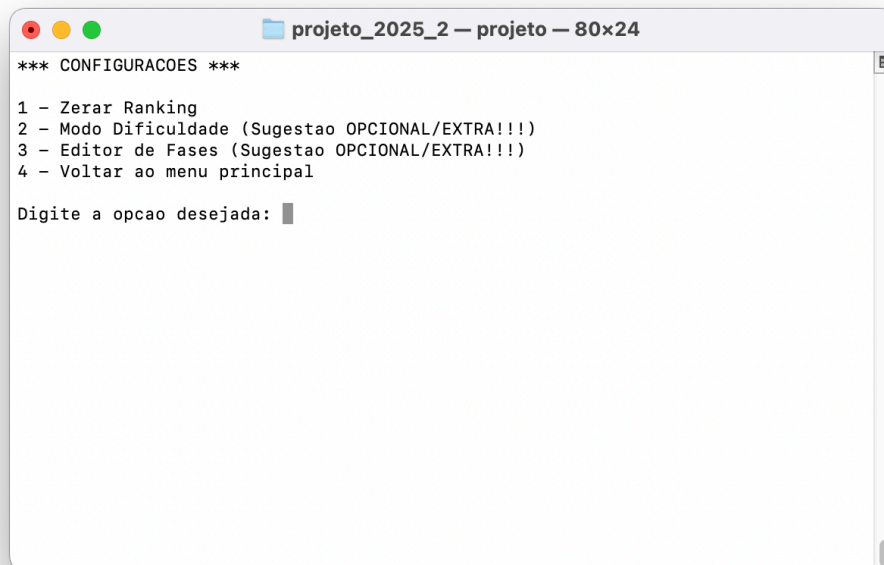 projeto_2025_2 — projeto — 80×24
*** CONFIGURACOES ***
1 - Zerar Ranking
2 - Modo Dificuldade (Sugestao OPCIONAL/EXTRA!!!)
3 - Editor de Fases (Sugestao OPCIONAL/EXTRA!!!)
4 - Voltar ao menu principal
Digite a opcao desejada: